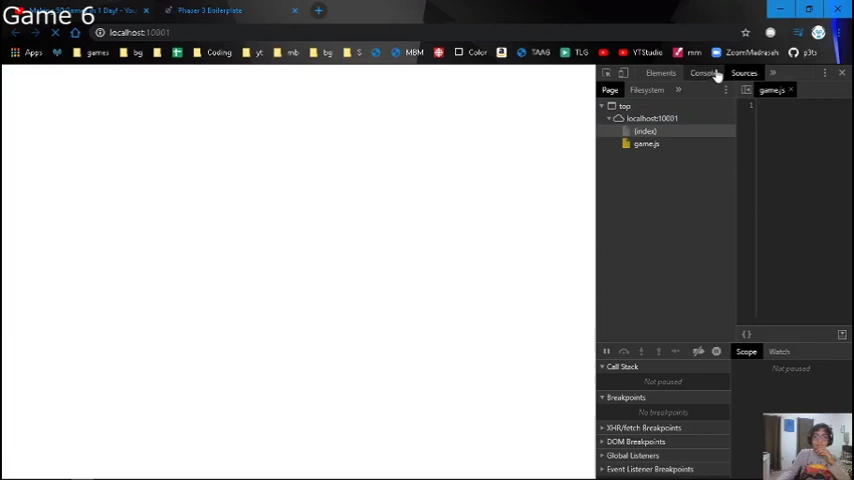 Game 6
Phaser 3 Boilerplate
localhost:10001
Apps games bg Coding yt mb bg S MBM Color TAAG TLG YTStudio mm ZoomMadrasah p3ts
Elements Console Sources
Page Filesystem game.js
top 1
localhost:10001
(index)
game.js
{}
Scope Watch
Call Stack Not paused
Not paused
Breakpoints
No breakpoints
XHR/fetch Breakpoints
DOM Breakpoints
Global Listeners
Event Listener Breakpoints